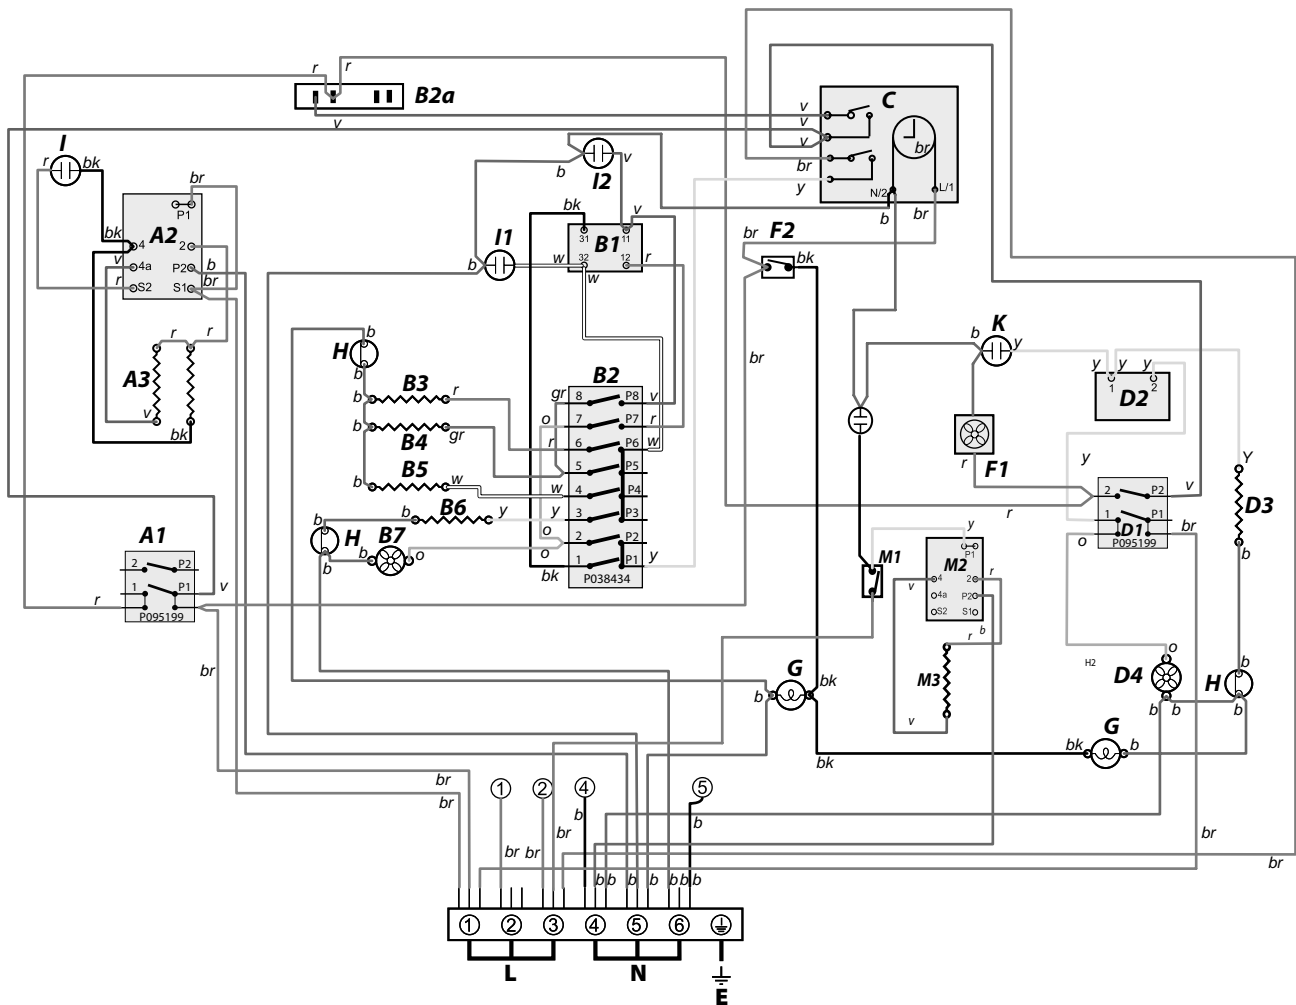 r
r
B2a
v
C
v
v
v
br
y
br
N/2
L/1
b
br
I
r
bk
br
P1
A2
bk
4
2
v
4a
P2
b
r
S2
S1
br
r
r
A3
v
bk
I2
b
v
bk
v
31
11
B1
32
12
r
I1
b
w
w
F2
br
bk
br
K
b
y
y
y
y
1
2
D2
H
b
b
B3
b
r
B4
b
gr
B5
b
w
B6
b
y
b
H
B7
b
b
o
B2
gr
8
P8
v
o
7
P7
r
r
6
P6
w
5
P5
w
4
P4
y
3
P3
o
2
P2
o
1
P1
y
bk
P038434
F1
r
y
r
2
P2
v
1
P1
br
D1
o
P095199
Y
D3
b
A1
2
P2
1
P1
v
r
P095199
br
M1
y
P1
M2
v
4
2
r
4a
P2
S2
S1
b
r
M3
v
H2
o
D4
b
b
b
H
b
G
b
bk
G
bk
b
bk
br
br
1
2
4
5
b
b
br
br
br
b
b
b
b
b
b
b
br
br
1
2
3
4
5
6
L
N
E